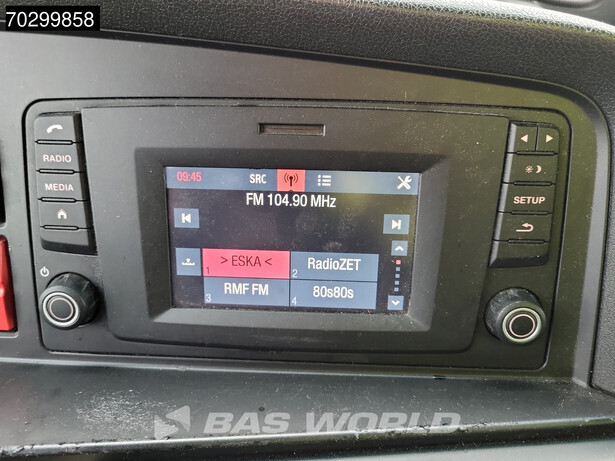 70299858
RADIO
MEDIA
SETUP
09:45 SRC
FM 104.90 MHz
1 > ESKA <
2 RadioZET
3 RMF FM
4 80s80s
BAS WORLD